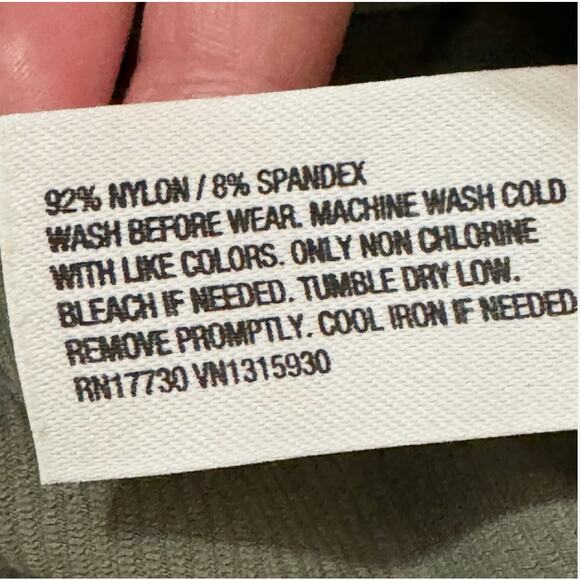 92% NYLON / 8% SPANDEX
WASH BEFORE WEAR. MACHINE WASH COLD
WITH LIKE COLORS. ONLY NON CHLORINE
BLEACH IF NEEDED. TUMBLE DRY LOW.
REMOVE PROMPTLY. COOL IRON IF NEEDED
RN17730 VN1315930